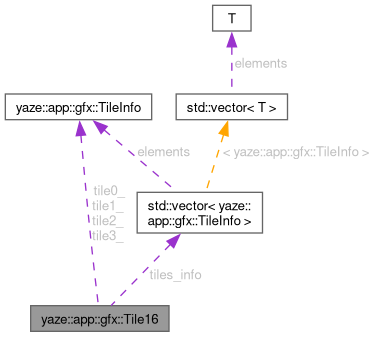 T
elements
yaze::app::gfx::TileInfo
std::vector< T >
elements
< yaze::app::gfx::TileInfo >
tile0_
tile1_
tile2_
tile3_
std::vector< yaze::
app::gfx::TileInfo >
tiles_info
yaze::app::gfx::Tile16